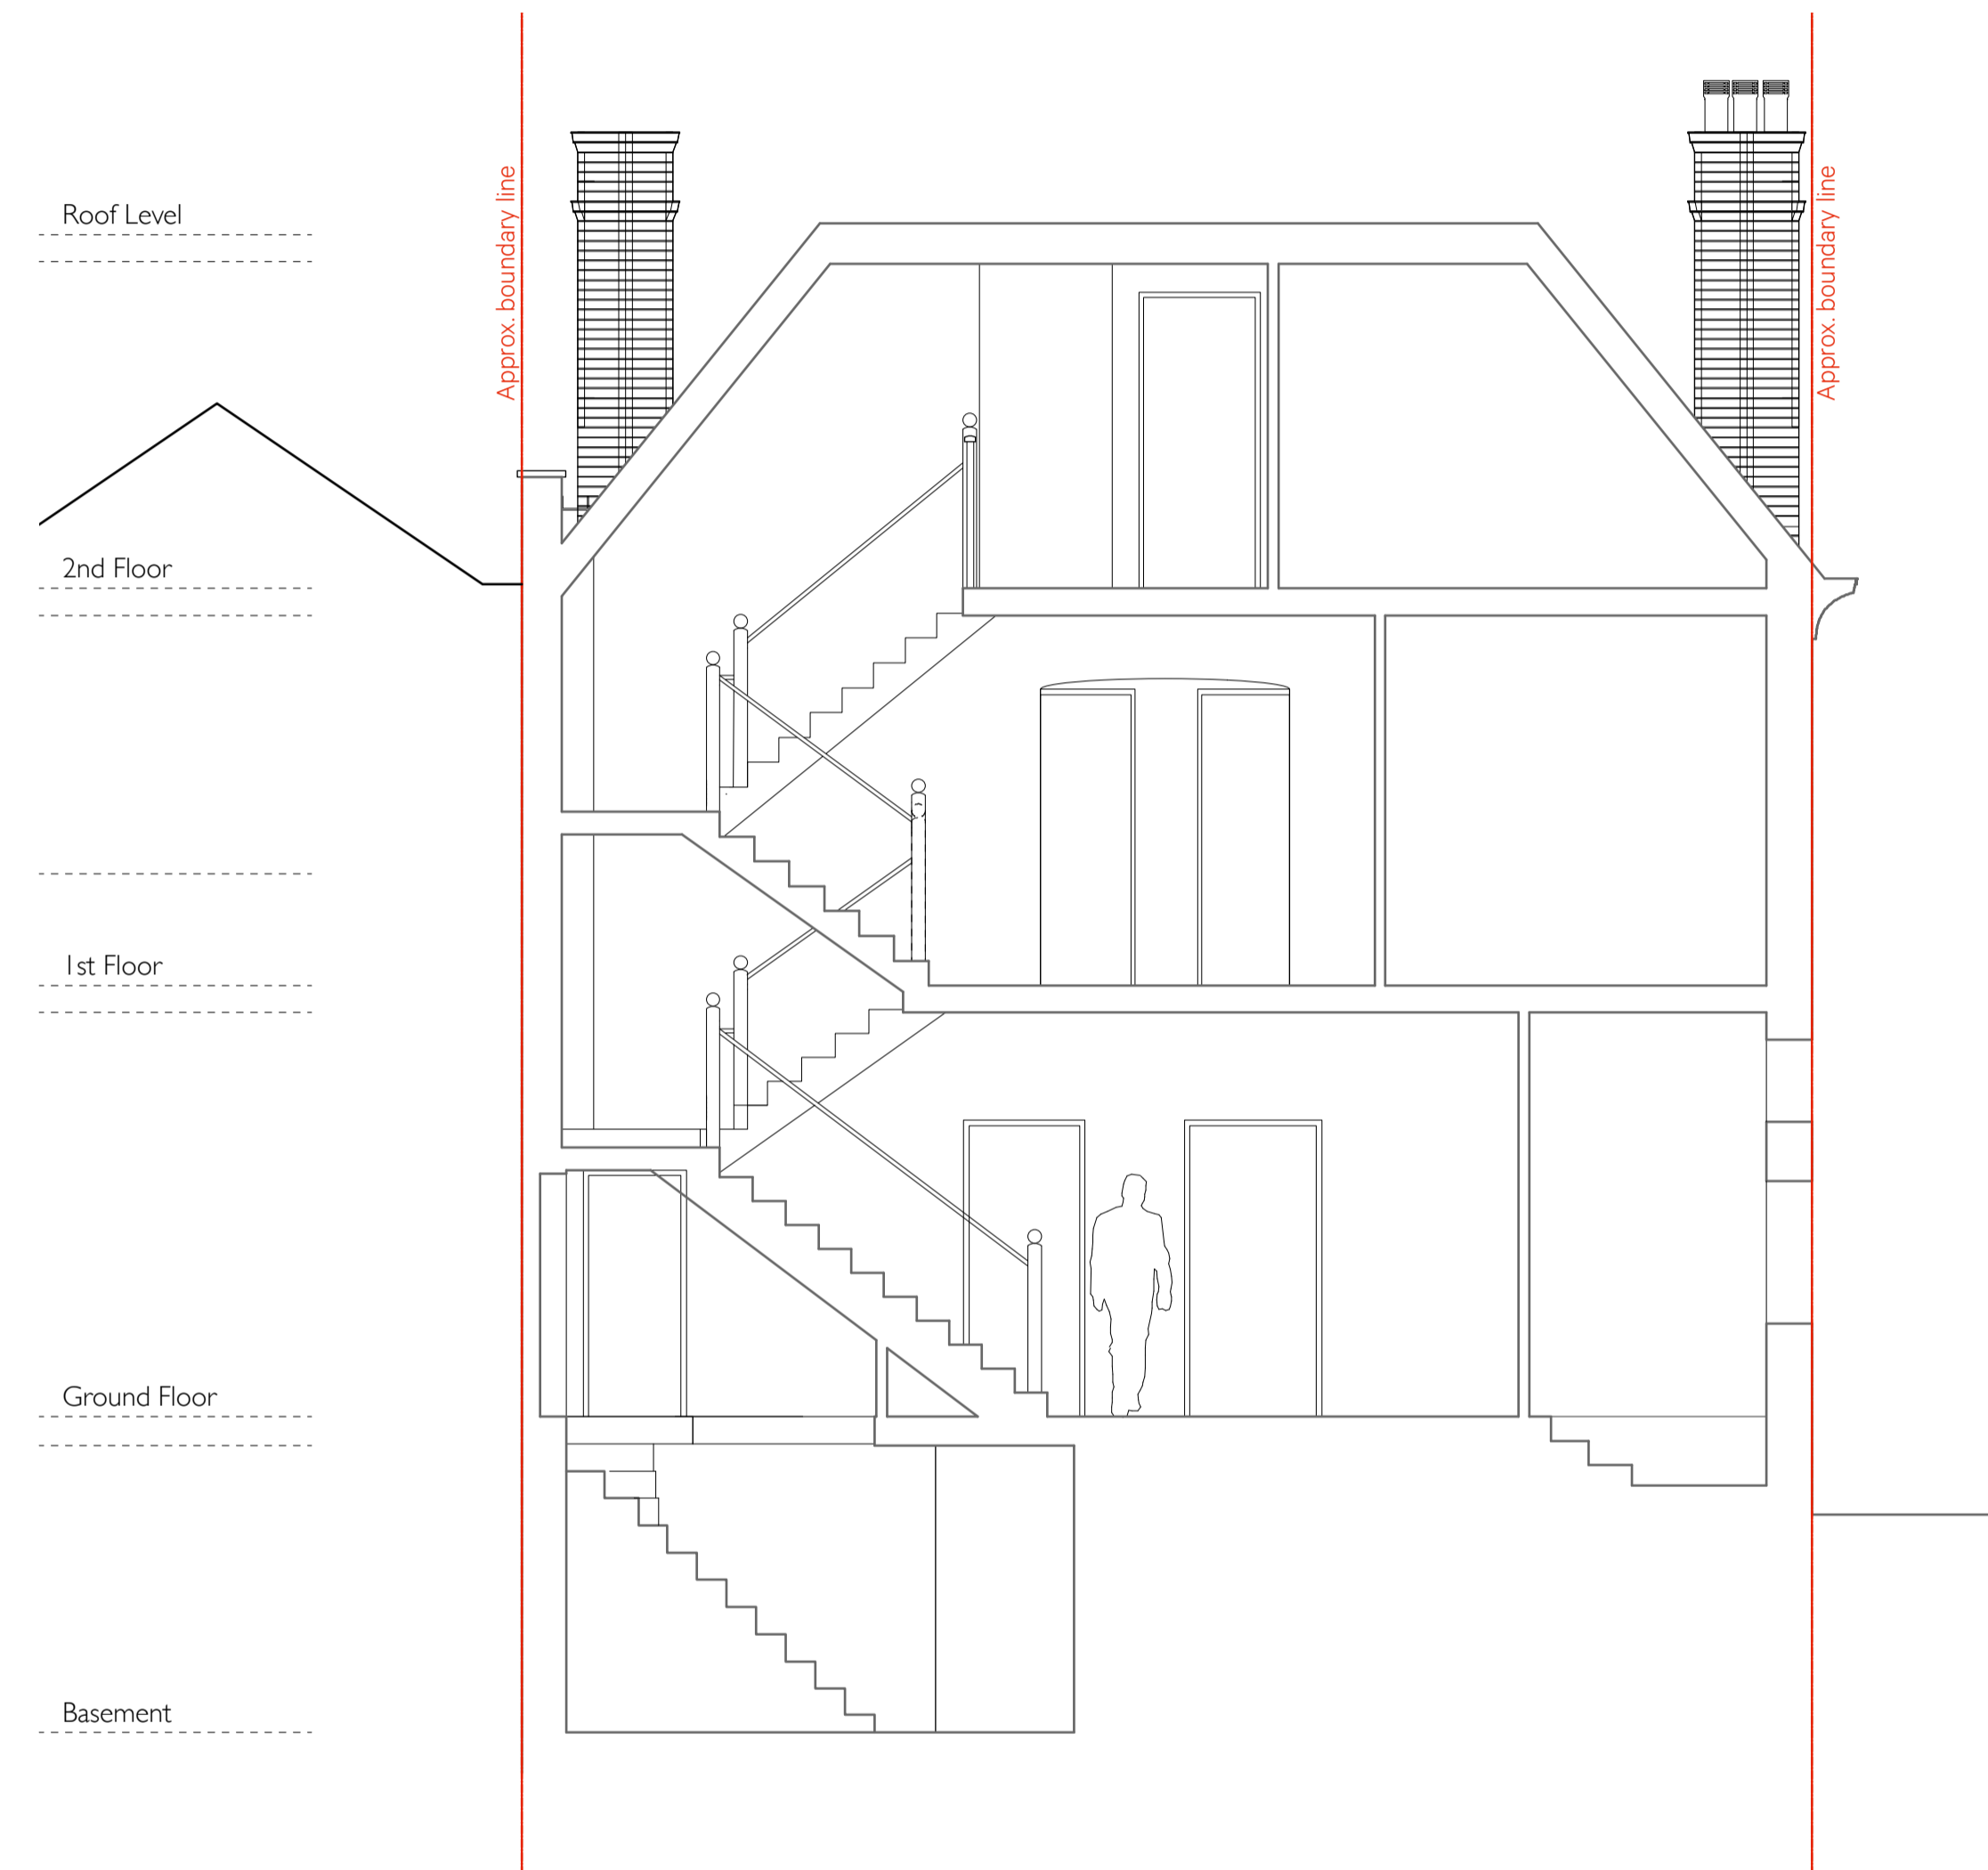 Approx. boundary line
Approx. boundary line
Roof Level
2nd Floor
1st Floor
Ground Floor
Basement